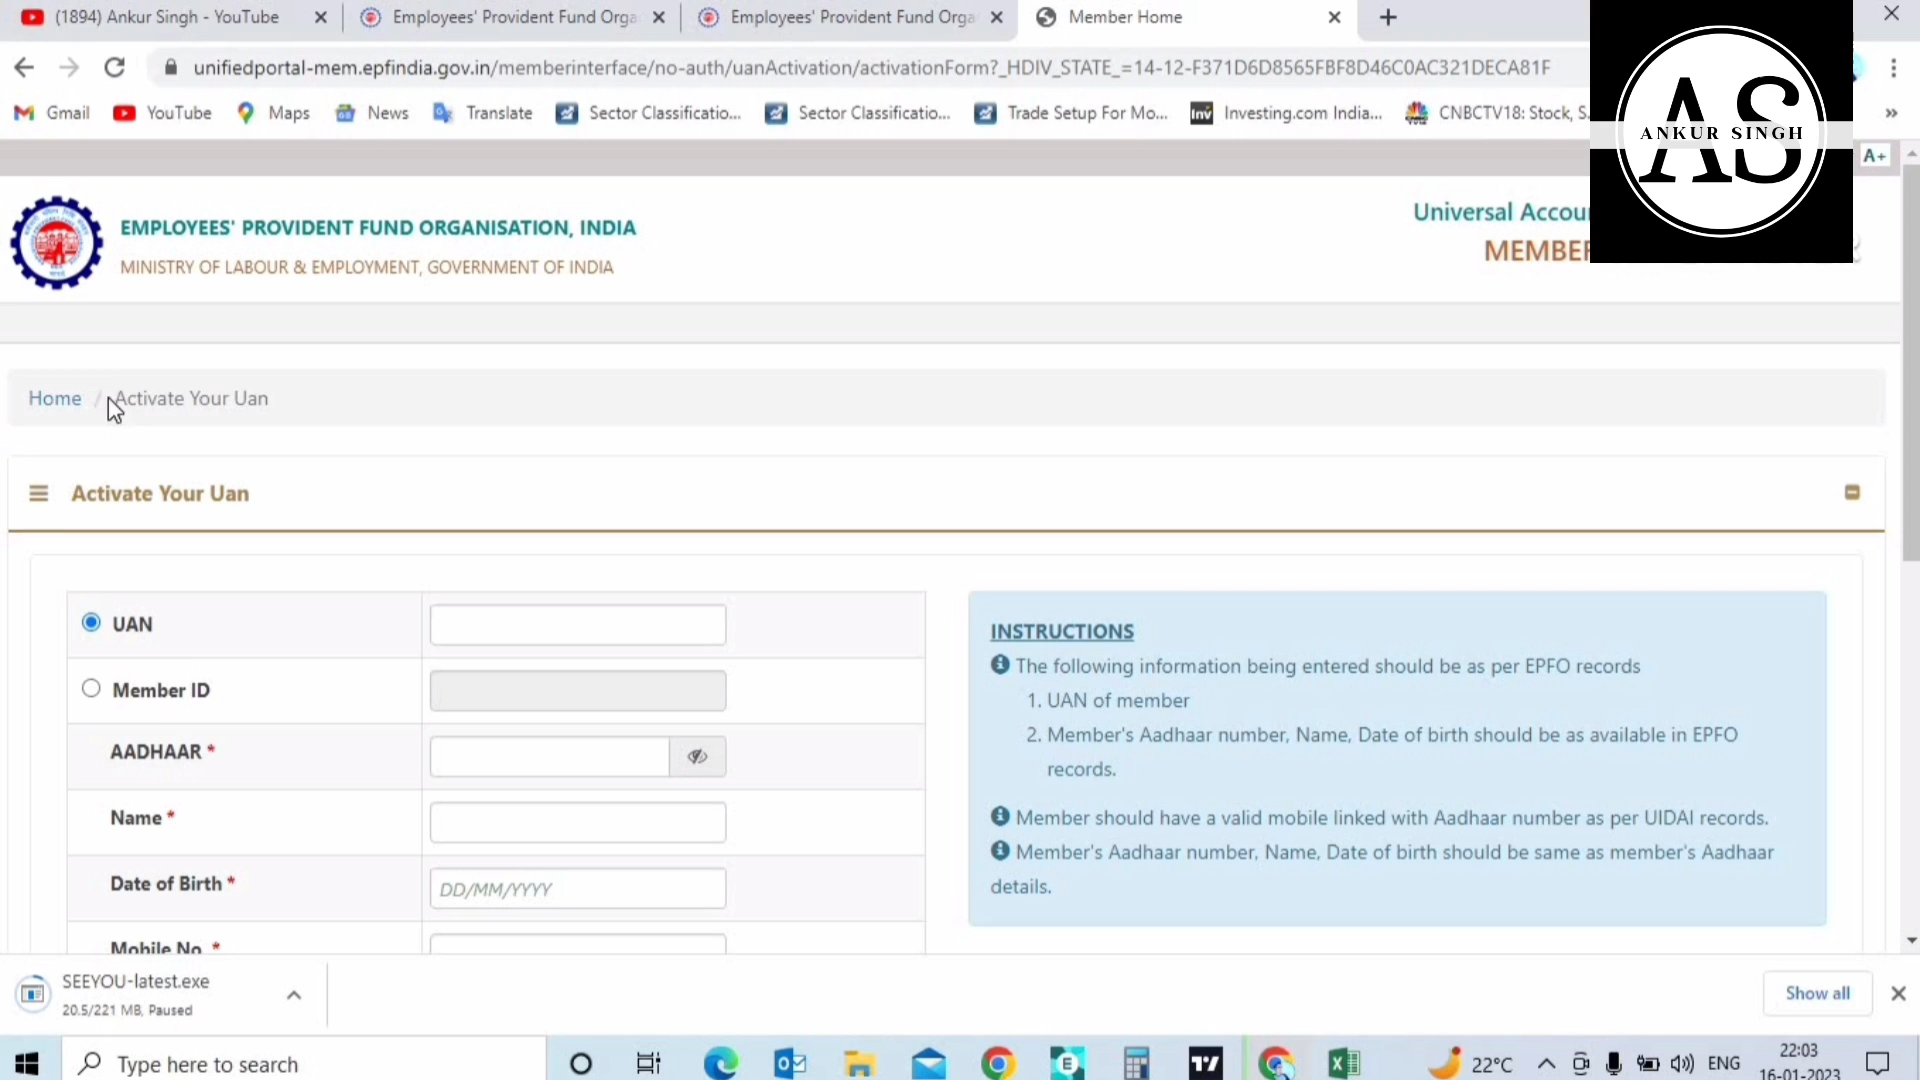 (1894) Ankur Singh - YouTube
Employees' Provident Fund Orga
Employees' Provident Fund Orga
Member Home
unifiedportal-mem.epfindia.gov.in/memberinterface/no-auth/uanActivation/activationForm?_HDIV_STATE_=14-12-F371D6D8565FBF8D46C0AC321DECA81F
Gmail
YouTube
Maps
News
Translate
Sector Classificatio...
Sector Classificatio...
Trade Setup For Mo...
Inv
Investing.com India...
CNBCTV18: Stock, S
AS
ANKUR SINGH
A+
EMPLOYEES' PROVIDENT FUND ORGANISATION, INDIA
MINISTRY OF LABOUR & EMPLOYMENT, GOVERNMENT OF INDIA
Universal Accou
MEMBE
Home / Activate Your Uan
Activate Your Uan
UAN
Member ID
AADHAAR *
Name *
Date of Birth *
DD/MM/YYYY
Mobile No. *
INSTRUCTIONS
The following information being entered should be as per EPFO records
1. UAN of member
2. Member's Aadhaar number, Name, Date of birth should be as available in EPFO
records.
Member should have a valid mobile linked with Aadhaar number as per UIDAI records.
Member's Aadhaar number, Name, Date of birth should be same as member's Aadhaar
details.
SEEYOU-latest.exe
20.5/221 MB, Paused
Show all
Type here to search
22°C
ENG
22:03
16-01-2023